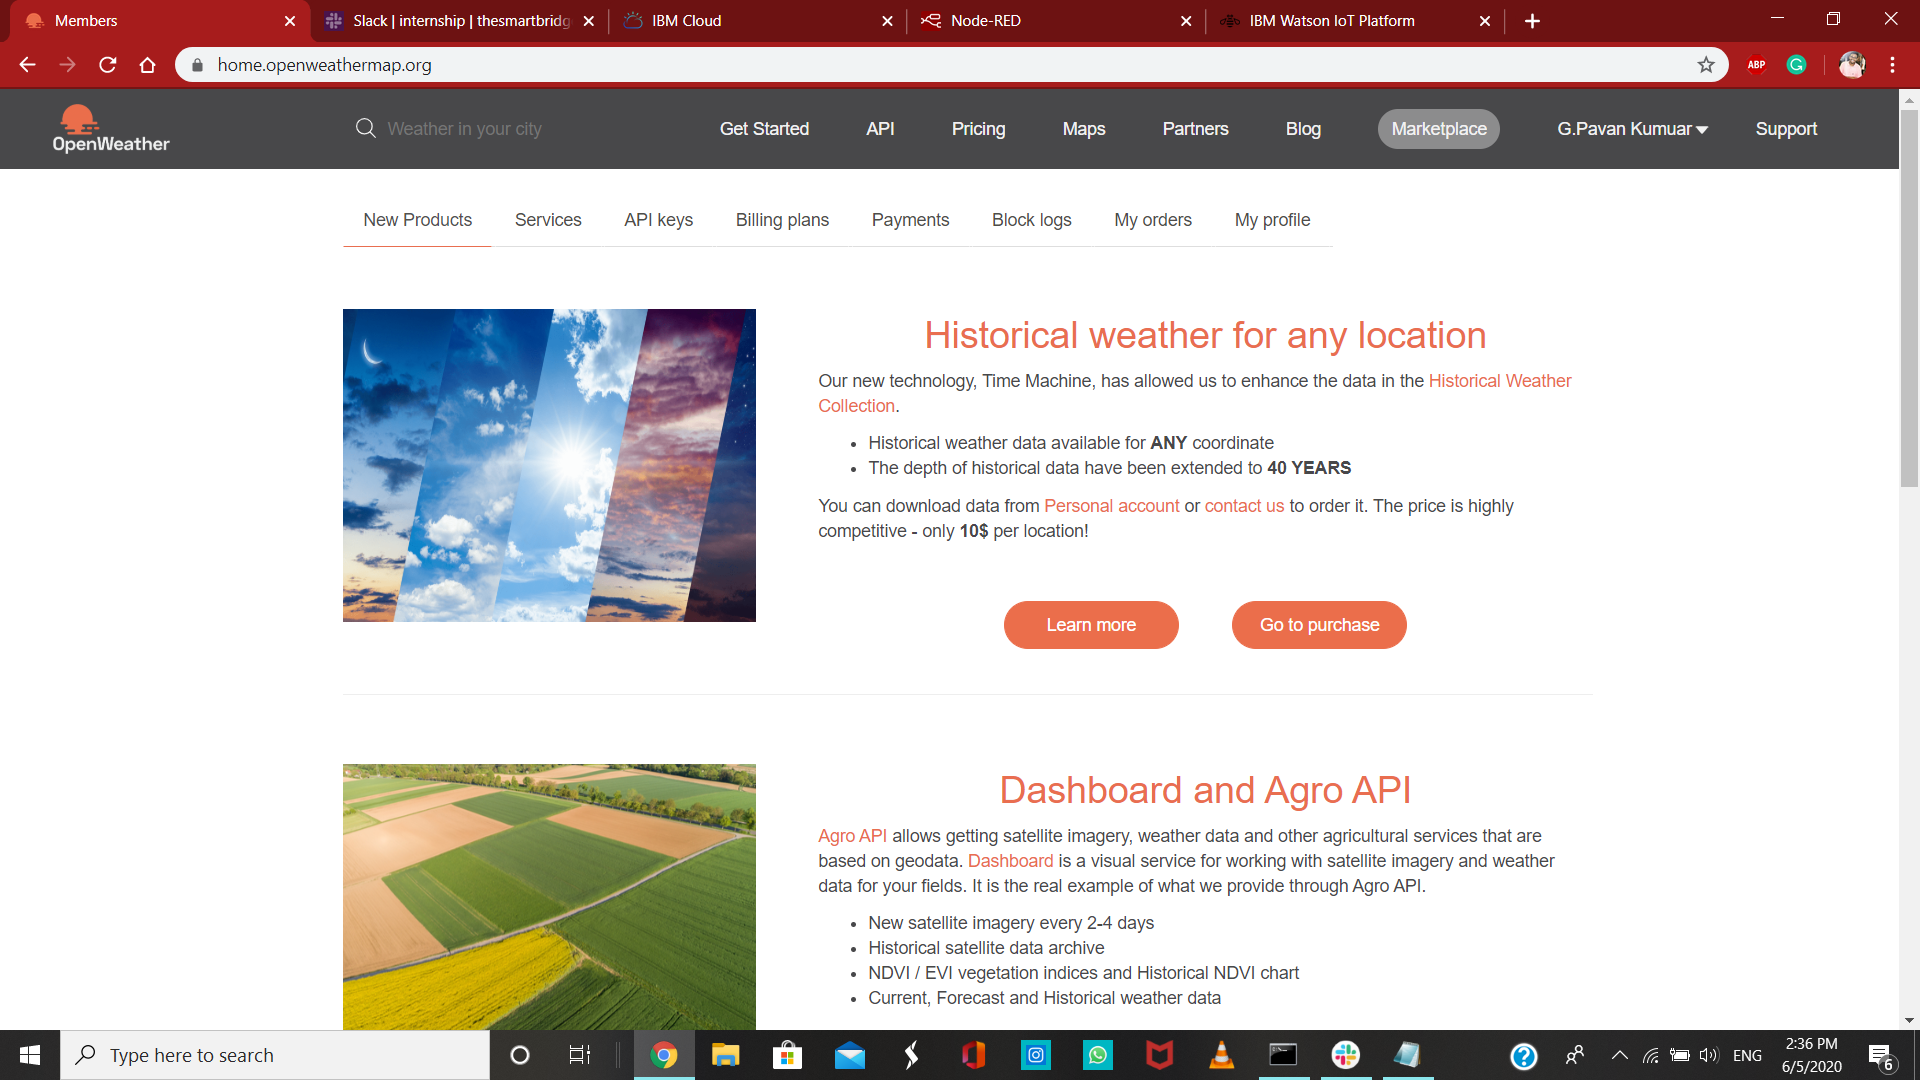 Members
Slack | internship | thesmartbridg
IBM Cloud
Node-RED
IBM Watson IoT Platform
home.openweathermap.org
ABP
OpenWeather
Weather in your city
Get Started
API
Pricing
Maps
Partners
Blog
Marketplace
G.Pavan Kumuar
Support
New Products
Services
API keys
Billing plans
Payments
Block logs
My orders
My profile
Historical weather for any location
Our new technology, Time Machine, has allowed us to enhance the data in the Historical Weather
Collection.
• Historical weather data available for ANY coordinate
• The depth of historical data have been extended to 40 YEARS
You can download data from Personal account or contact us to order it. The price is highly
competitive - only 10$ per location!
Learn more
Go to purchase
Dashboard and Agro API
Agro API allows getting satellite imagery, weather data and other agricultural services that are
based on geodata. Dashboard is a visual service for working with satellite imagery and weather
data for your fields. It is the real example of what we provide through Agro API.
• New satellite imagery every 2-4 days
• Historical satellite data archive
• NDVI / EVI vegetation indices and Historical NDVI chart
• Current, Forecast and Historical weather data
Type here to search
ENG
2:36 PM
6/5/2020
6